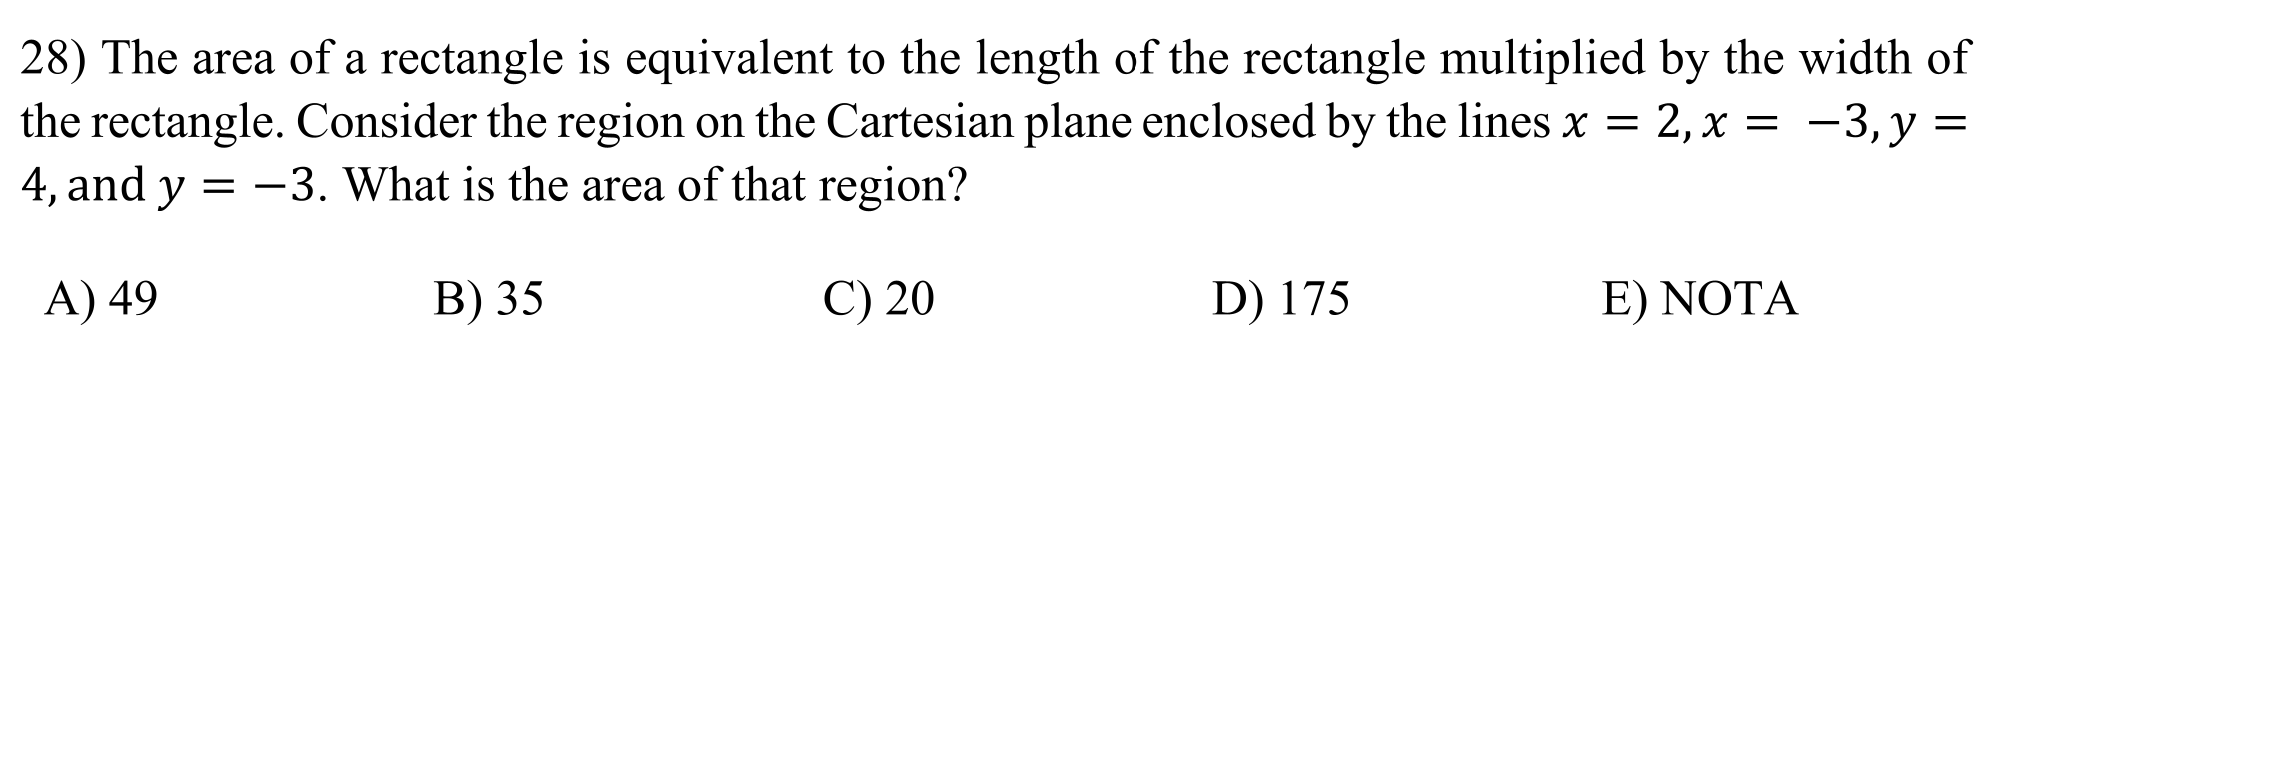 28) The area of a rectangle is equivalent to the length of the rectangle multiplied by the width of
the rectangle. Consider the region on the Cartesian plane enclosed by the lines 𝑥 = 2, 𝑥 = −3, 𝑦 =
4, and 𝑦 = −3. What is the area of that region?
A) 49 B) 35 C) 20 D) 175 E) NOTA